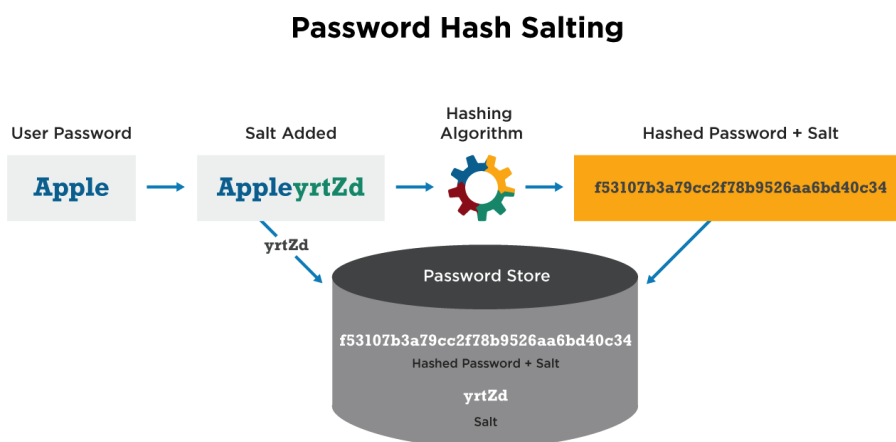 Password Hash Salting
User Password
Salt Added
Hashing
Algorithm
Hashed Password + Salt
Apple
AppleyrtZd
f53107b3a79cc2f78b9526aa6bd40c34
yrtZd
Password Store
f53107b3a79cc2f78b9526aa6bd40c34
Hashed Password + Salt
yrtZd
Salt